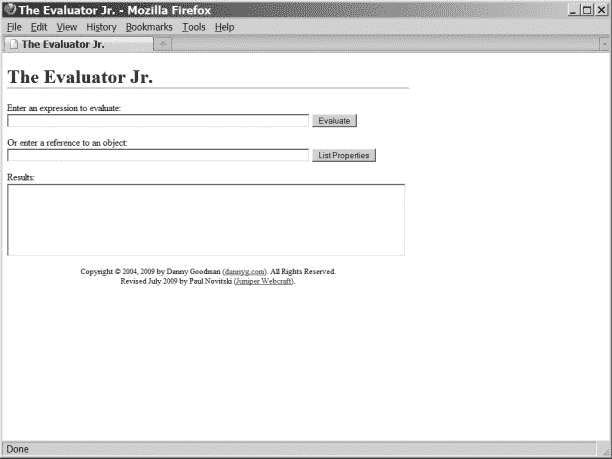 The Evaluator Jr. - Mozilla Firefox
File Edit View History Bookmarks Tools Help
The Evaluator Jr.
The Evaluator Jr.
Enter an expression to evaluate:
Evaluate
Or enter a reference to an object:
List Properties
Results:
Copyright © 2004, 2009 by Danny Goodman (dannyg.com). All Rights Reserved.
Revised July 2009 by Paul Novitski (Juniper Webcraft).
Done